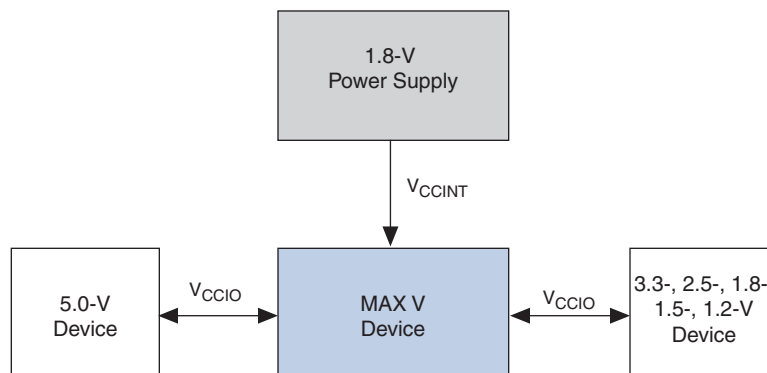 1.8-V
Power Supply
VCCINT
5.0-V
Device
VCCIO
MAX V
Device
VCCIO
3.3-, 2.5-, 1.8-
1.5-, 1.2-V
Device